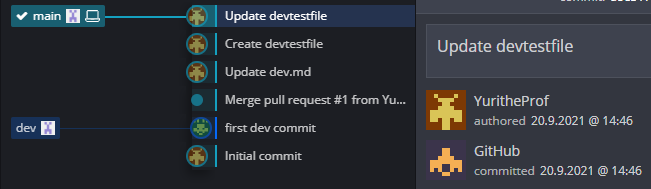 main
Update devtestfile
Create devtestfile
Update dev.md
Merge pull request #1 from Yu...
dev
first dev commit
Initial commit
Update devtestfile
YuritheProf
authored 20.9.2021 @ 14:46
GitHub
committed 20.9.2021 @ 14:46